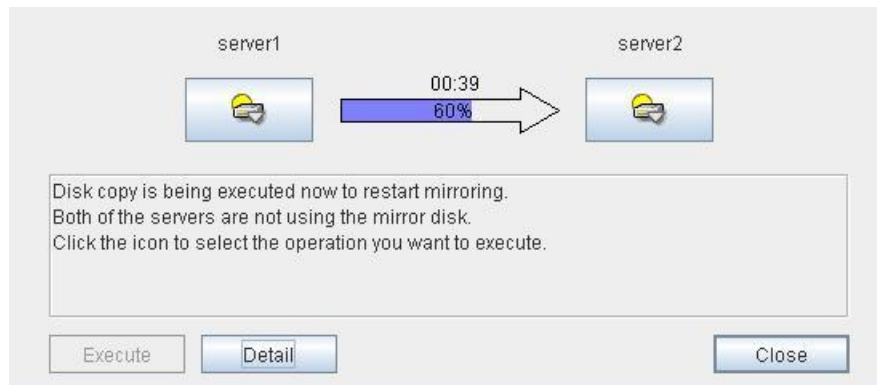 server1
server2
00:39
60%
Disk copy is being executed now to restart mirroring.
Both of the servers are not using the mirror disk.
Click the icon to select the operation you want to execute.
Execute
Detail
Close